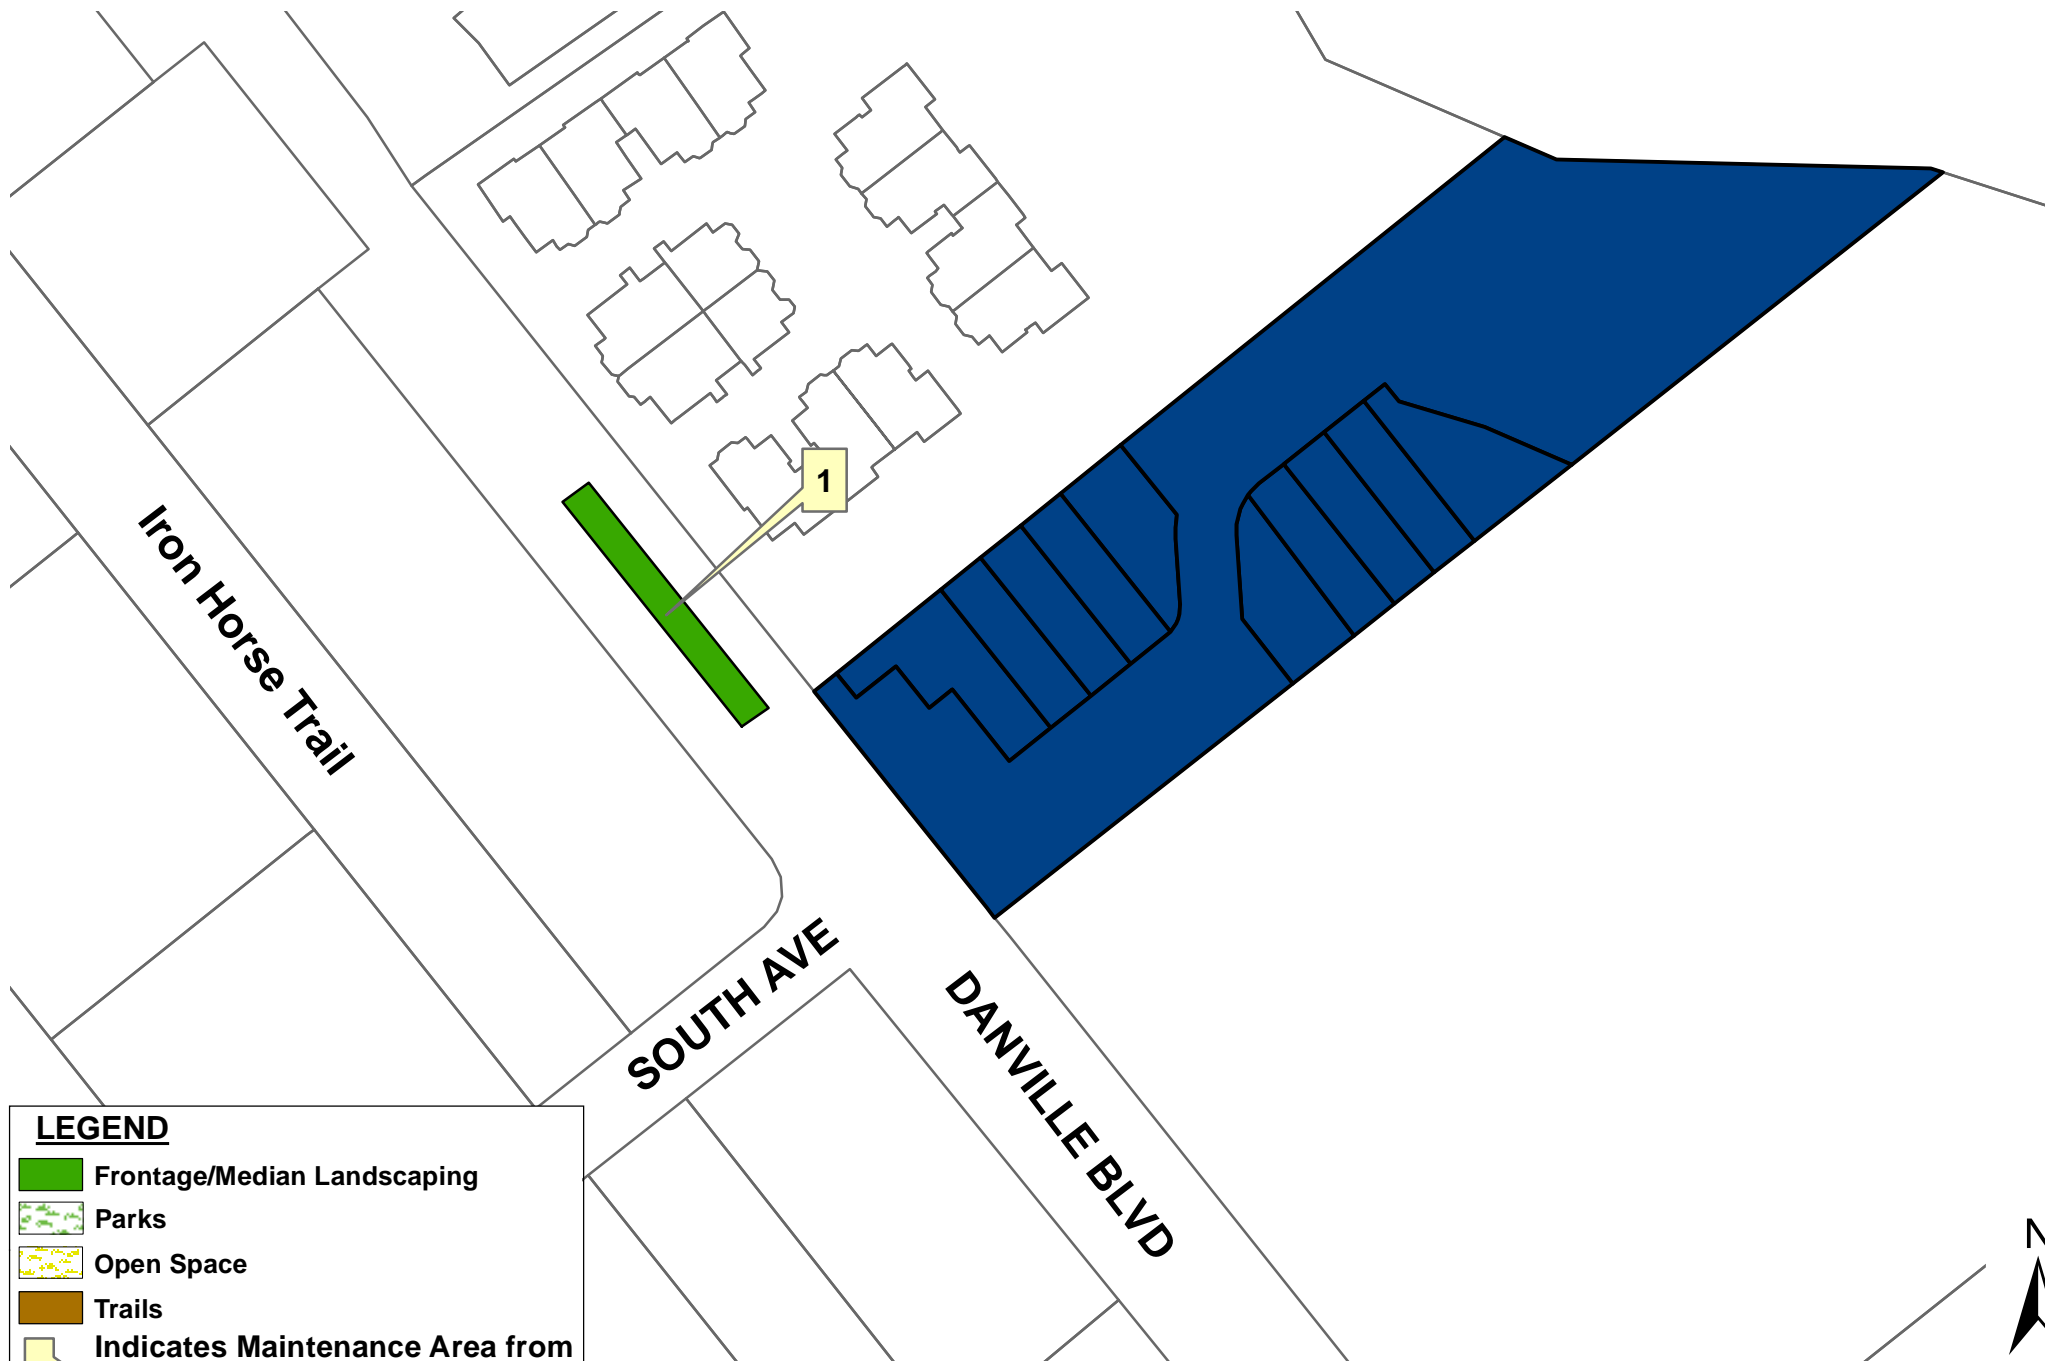 1
Iron Horse Trail
SOUTH AVE
DANVILLE BLVD
LEGEND
Frontage/Median Landscaping
Parks
Open Space
Trails
Indicates Maintenance Area from
N